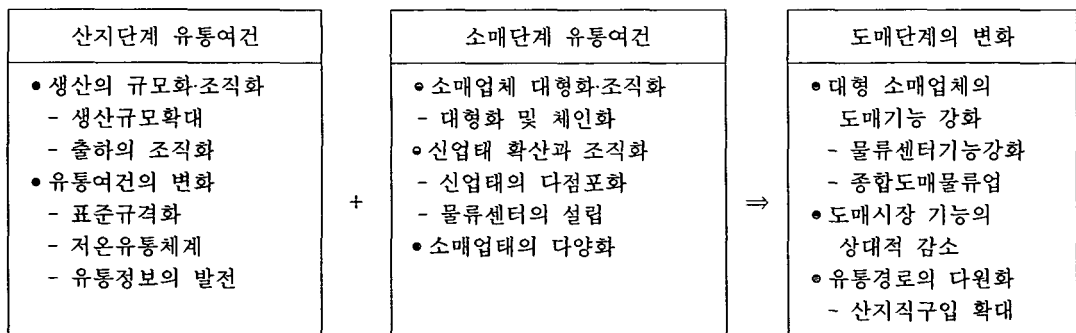 산지단계 유통여건
• 생산의 규모화·조직화
- 생산규모확대
- 출하의 조직화
• 유통여건의 변화
- 표준규격화
- 저온유통체계
- 유통정보의 발전
+
소매단계 유통여건
• 소매업체 대형화·조직화
- 대형화 및 체인화
• 신업태 확산과 조직화
- 신업태의 다점포화
- 물류센터의 설립
• 소매업태의 다양화
⇒
도매단계의 변화
• 대형 소매업체의
도매기능 강화
- 물류센터기능강화
- 종합도매물류업
• 도매시장 기능의
상대적 감소
• 유통경로의 다원화
- 산지직구입 확대